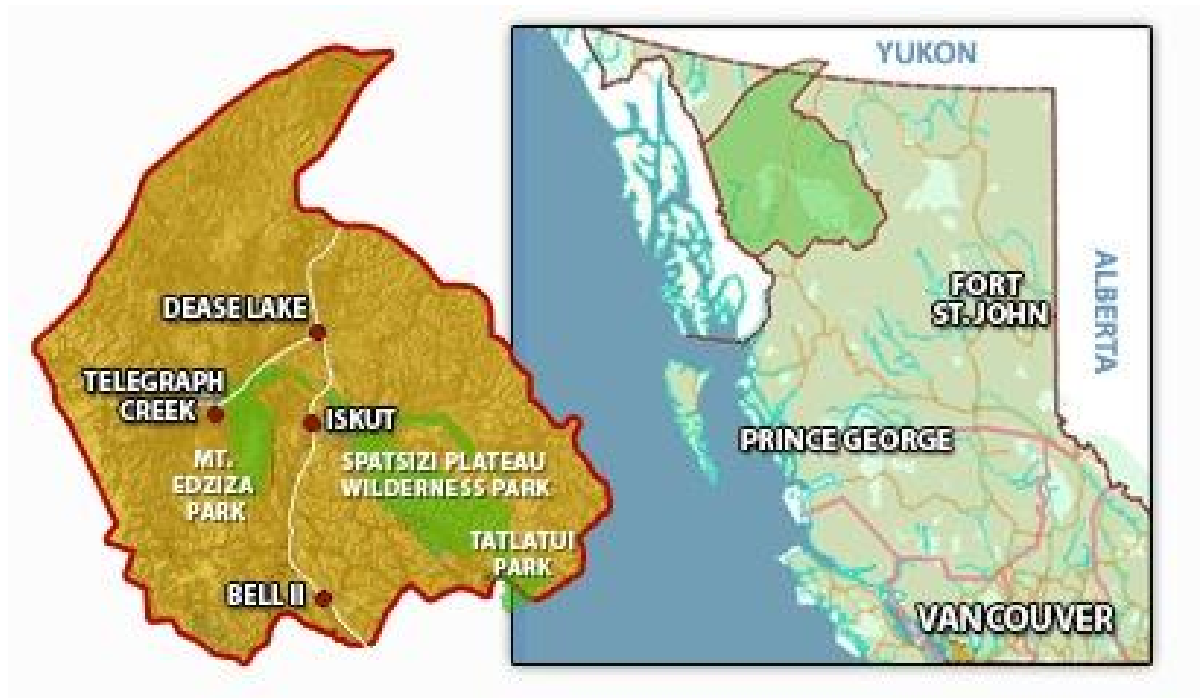 DEASE LAKE
TELEGRAPH
CREEK
ISKUT
MT.
EDZIZA
PARK
SPATSIZI PLATEAU
WILDERNESS PARK
TATLATUI
PARK
BELL II
YUKON
ALBERTA
FORT
ST. JOHN
PRINCE GEORGE
VANCOUVER